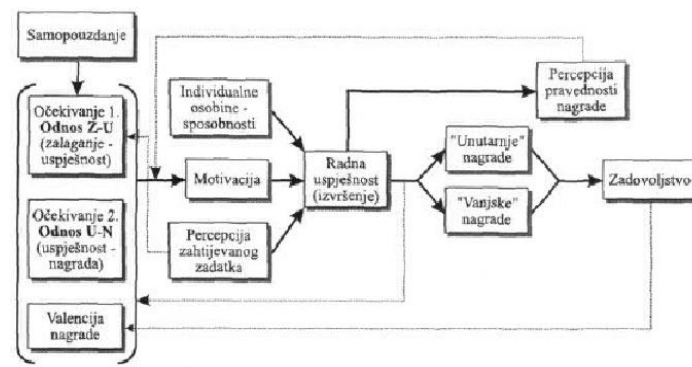 Samopouzdanje
Očekivanje 1.
Odnos Z-U
(zalaganje -
uspješnost)
Očekivanje 2.
Odnos U-N
(uspješnost -
nagrada)
Valencija
nagrade
Individualne
osobine -
sposobnosti
Motivacija
Percepcija
zahtijevanog
zadatka
Radna
uspješnost
(izvršenje)
Percepcija
pravednosti
nagrade
"Unutarnje"
nagrade
"Vanjske"
nagrade
Zadovoljstvo